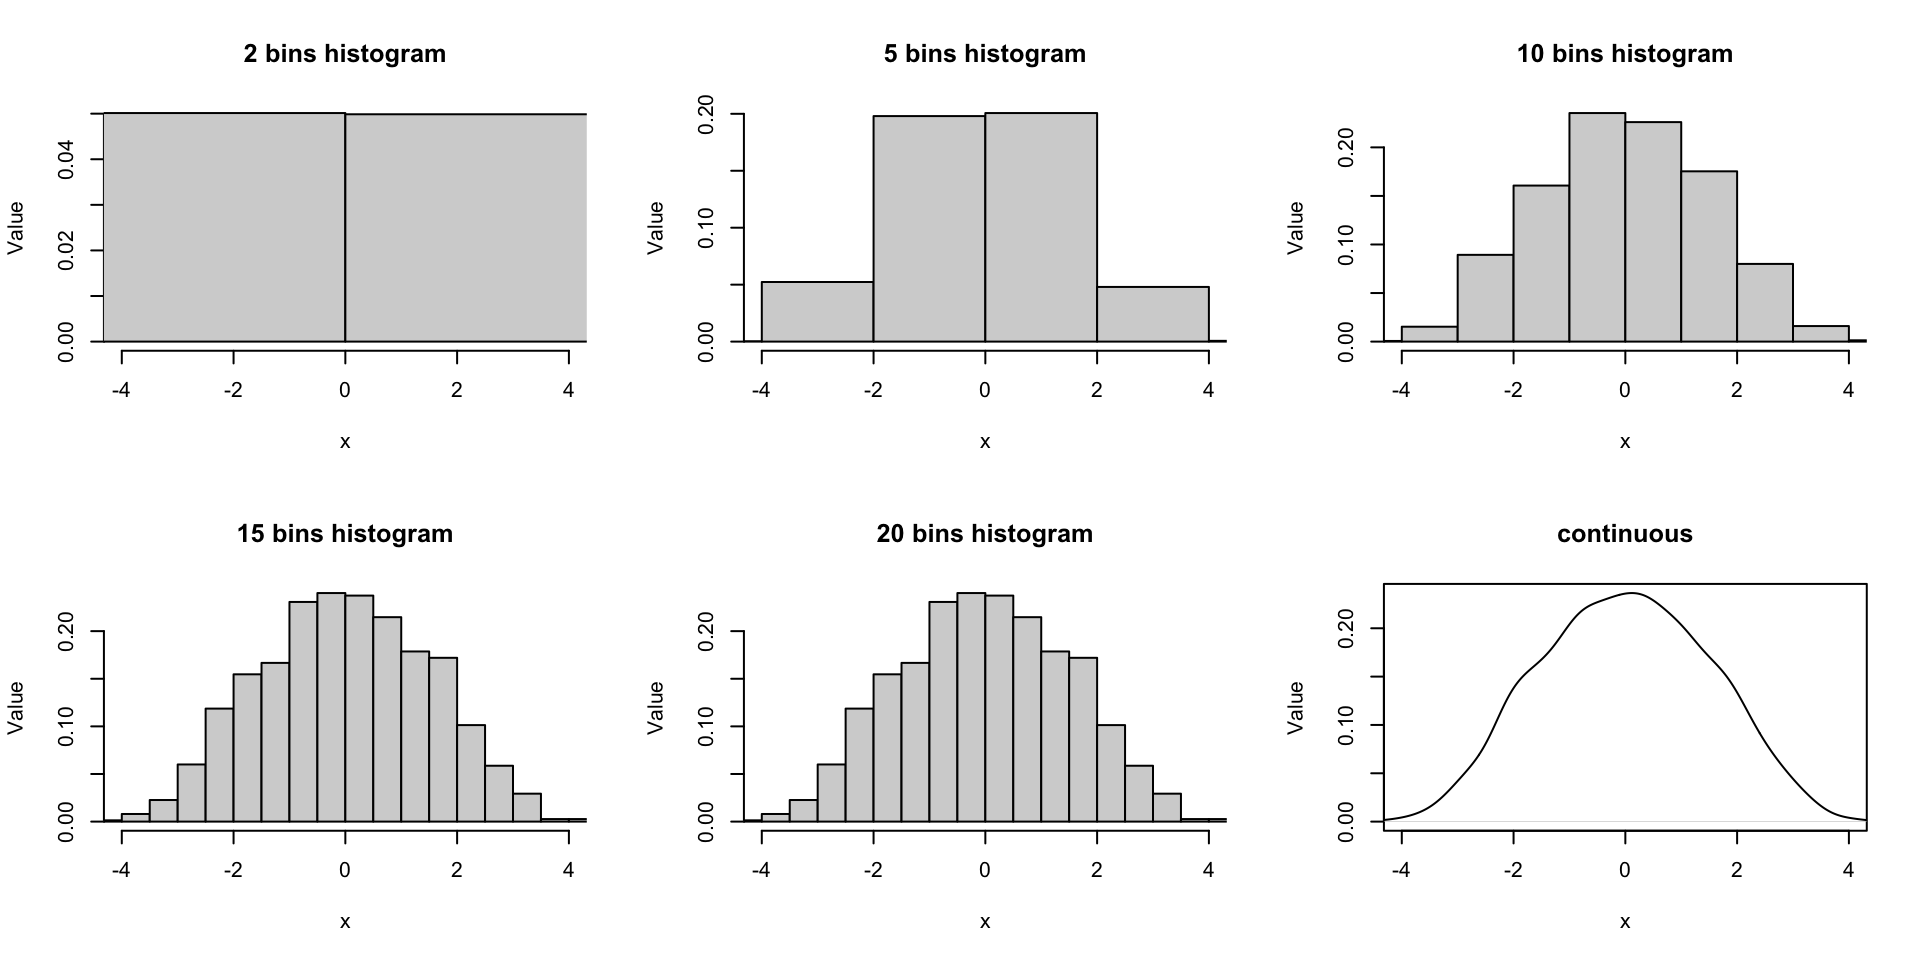 2 bins histogram
Value
0.00 0.02 0.04
-4 -2 0 2 4
x
5 bins histogram
Value
0.00 0.10 0.20
-4 -2 0 2 4
x
10 bins histogram
Value
0.00 0.10 0.20
-4 -2 0 2 4
x
15 bins histogram
Value
0.00 0.10 0.20
-4 -2 0 2 4
x
20 bins histogram
Value
0.00 0.10 0.20
-4 -2 0 2 4
x
continuous
Value
0.00 0.10 0.20
-4 -2 0 2 4
x